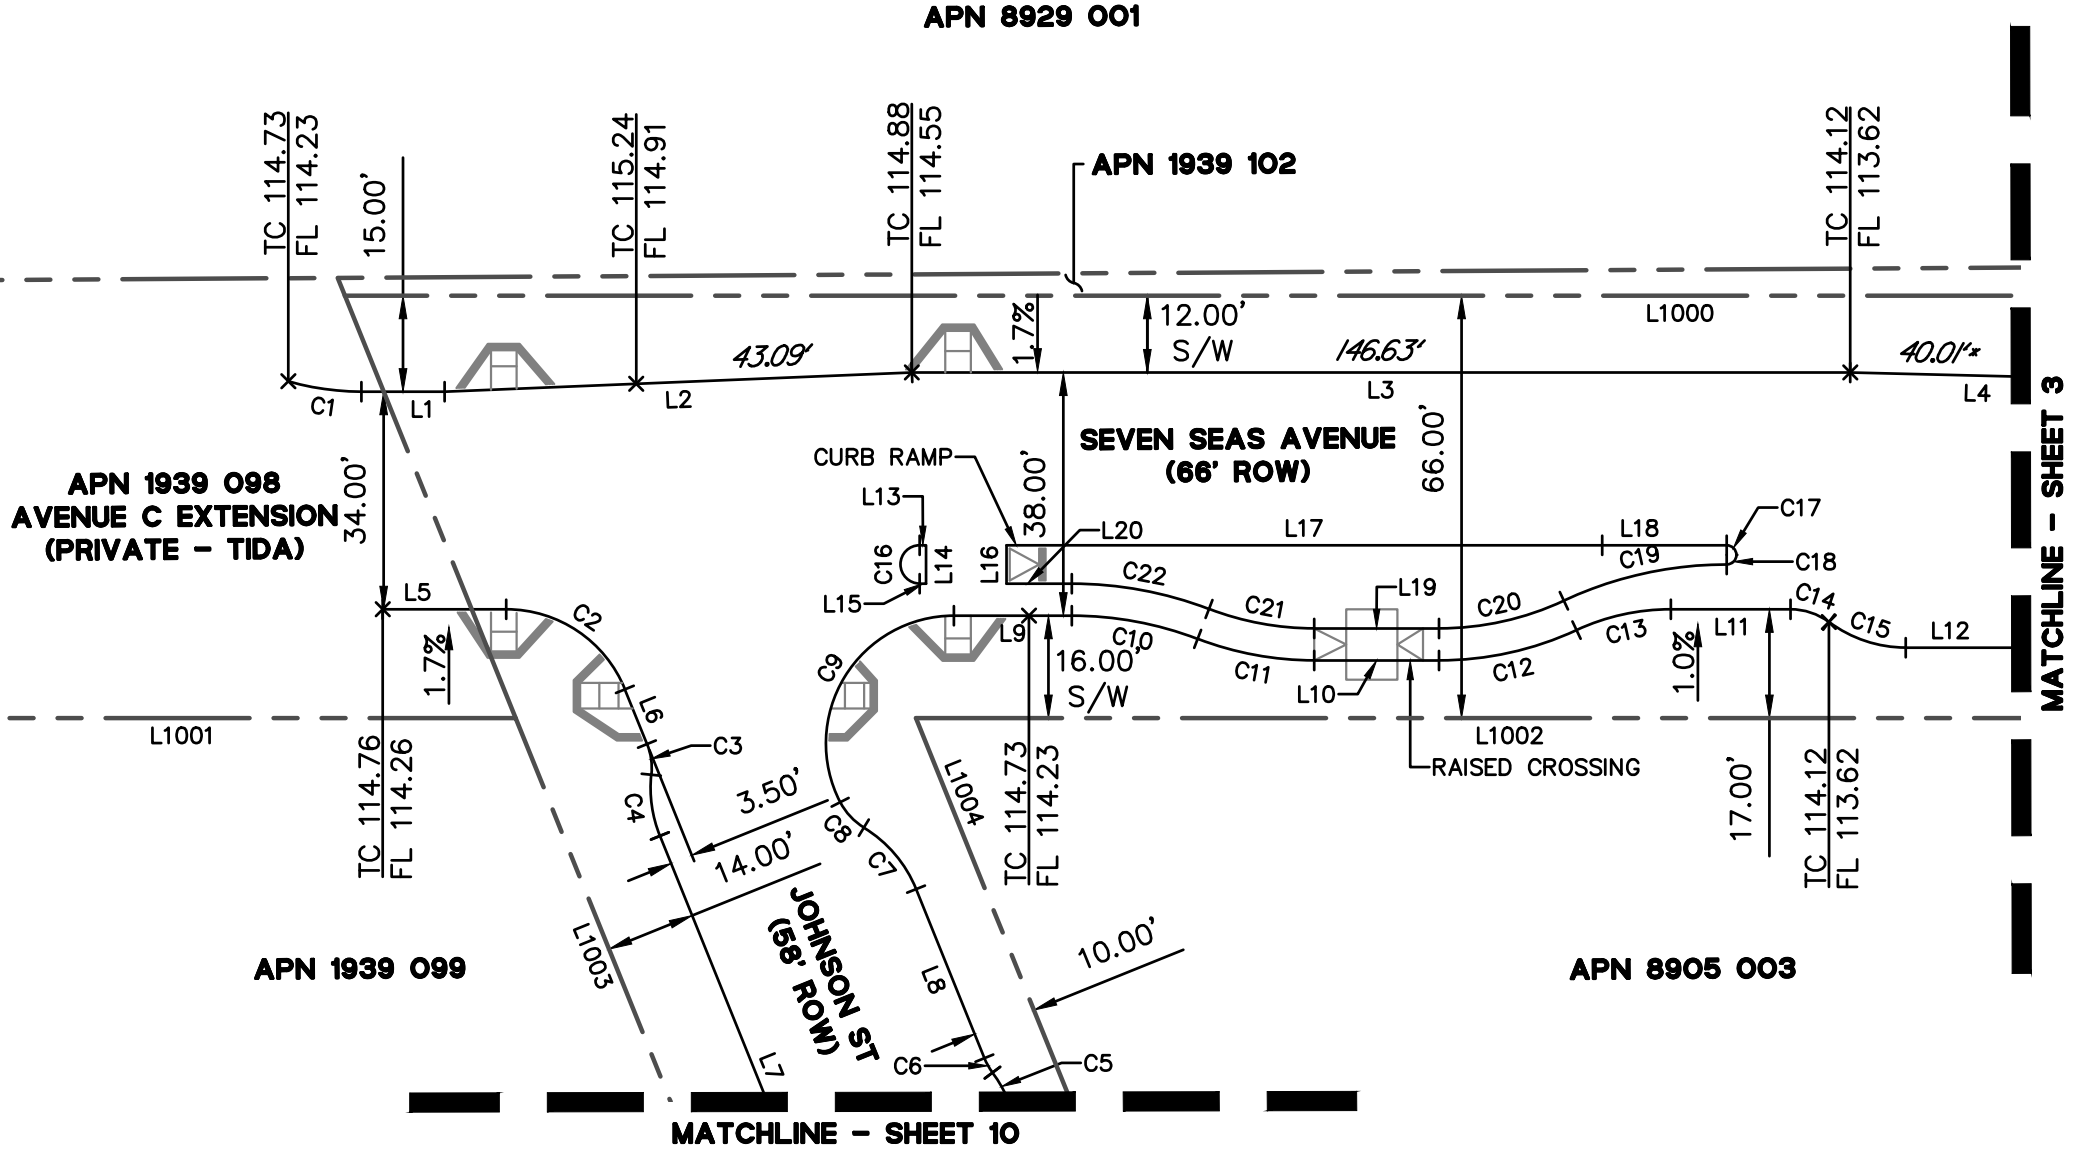 APN 8929 001
TC 114.73
FL 114.23
15.00'
TC 115.24
FL 114.91
TC 114.88
FL 114.55
APN 1939 102
TC 114.12
FL 113.62
L1000
1.7%
12.00'
S/W
43.09'
146.63'
40.01'*
C1
L1
L2
L3
L4
MATCHLINE - SHEET 3
SEVEN SEAS AVENUE
(66' ROW)
66.00'
CURB RAMP
38.00'
APN 1939 098
AVENUE C EXTENSION
(PRIVATE - TIDA)
34.00'
L13
L20
L17
L18
C17
C16
L14
L16
C19
C18
L15
C22
L19
C21
C20
C14
L5
C2
L9
C10
C13
L11
C15
L12
1.7%
C9
16.00'
S/W
C11
C12
1.0%
L10
L6
L1001
C3
L1002
RAISED CROSSING
TC 114.76
FL 114.26
3.50'
L1004
TC 114.73
FL 114.23
17.00'
TC 114.12
FL 113.62
C4
C8
14.00'
C7
JOHNSON ST
(58' ROW)
10.00'
L1003
APN 1939 099
L8
APN 8905 003
L7
C6
C5
MATCHLINE - SHEET 10